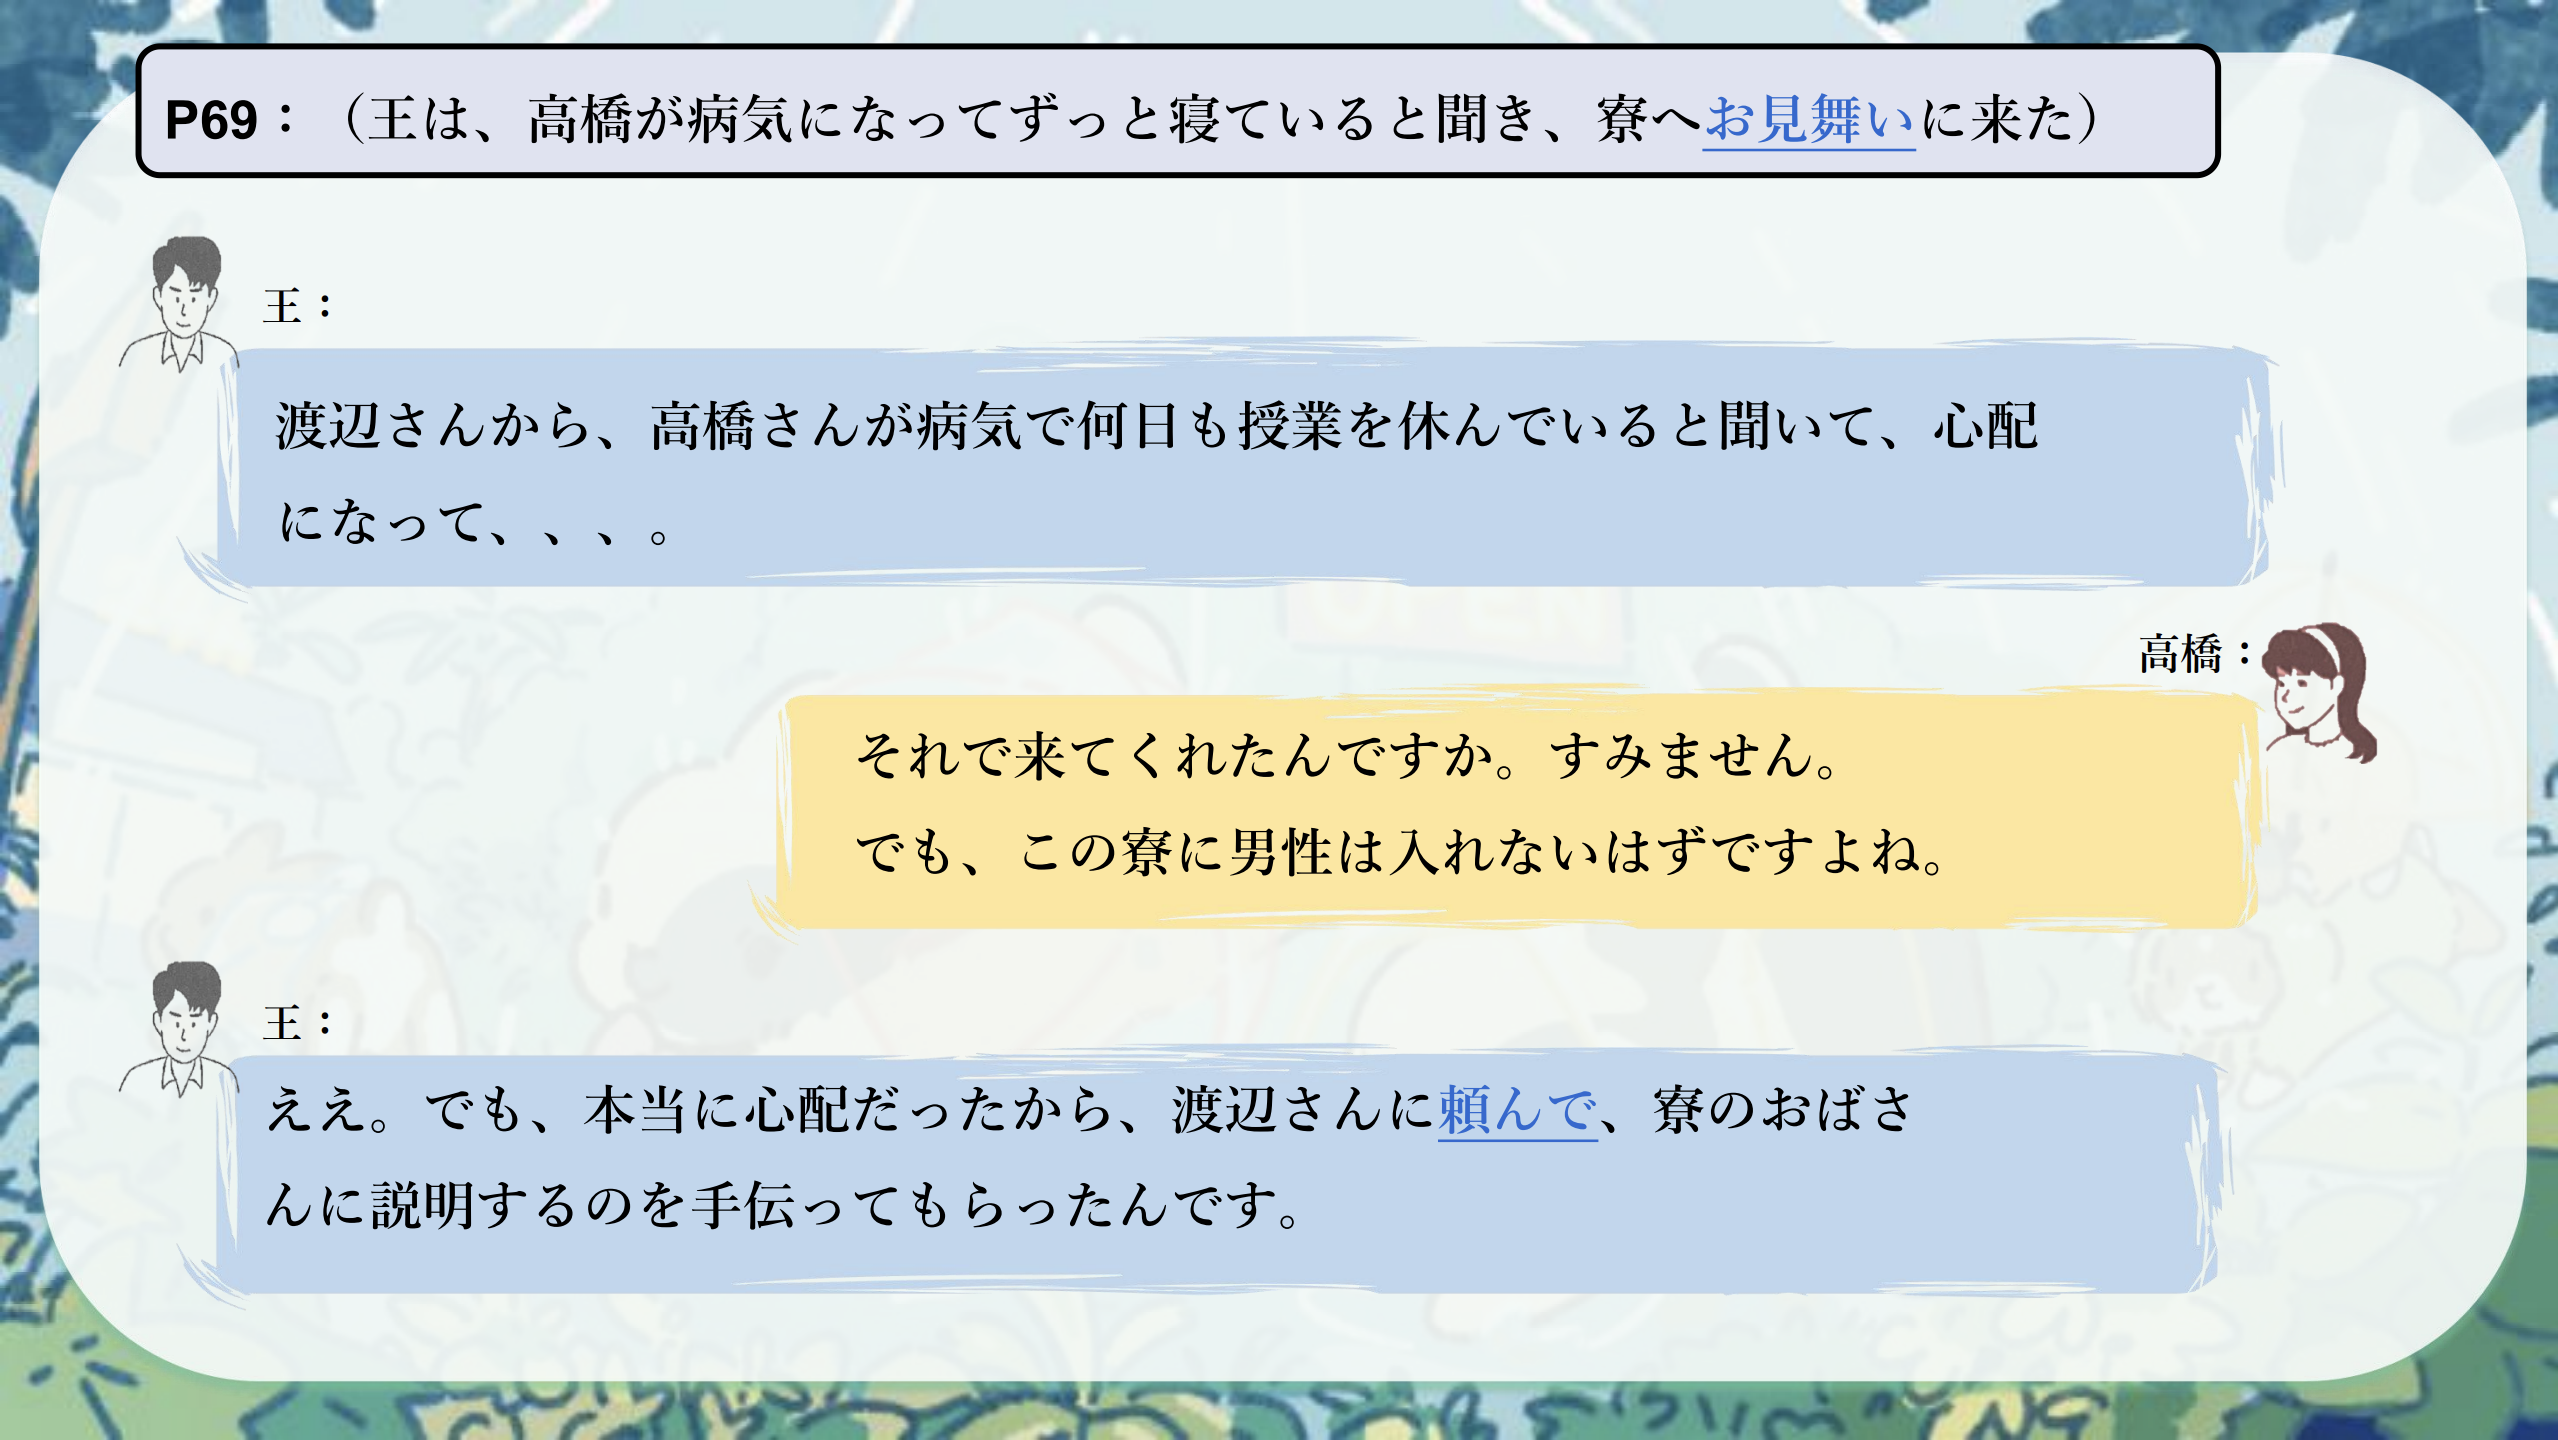 P69：（王は、高橋が病気になってずっと寝ていると聞き、寮へお見舞いに来た）
王：
渡辺さんから、高橋さんが病気で何日も授業を休んでいると聞いて、心配
になって、、、。
高橋：
それで来てくれたんですか。すみません。
でも、この寮に男性は入れないはずですよね。
王：
ええ。でも、本当に心配だったから、渡辺さんに頼んで、寮のおばさ
んに説明するのを手伝ってもらったんです。